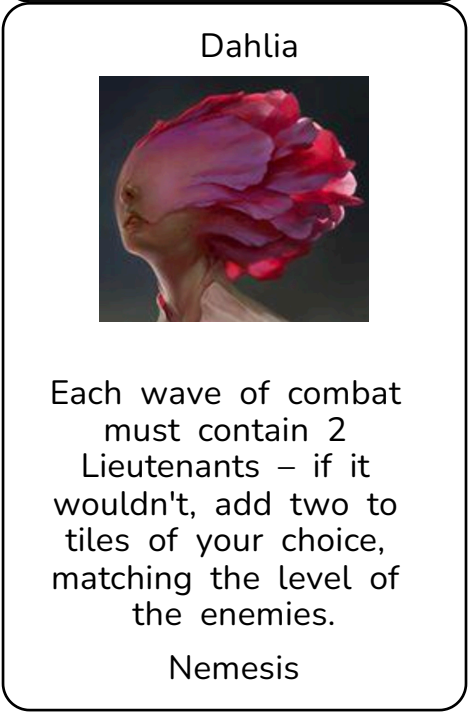 Dahlia
Each wave of combat
must contain 2
Lieutenants – if it
wouldn't, add two to
tiles of your choice,
matching the level of
the enemies.
Nemesis